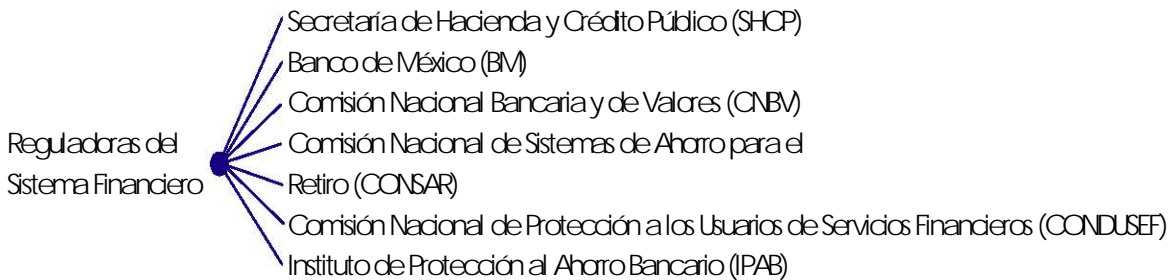 Secretaría de Hacienda y Crédito Público (SHCP)
Banco de México (BM)
Comisión Nacional Bancaria y de Valores (CNBV)
Reguladoras del
Sistema Financiero
Comisión Nacional de Sistemas de Ahorro para el
Retiro (CONSAR)
Comisión Nacional de Protección a los Usuarios de Servicios Financieros (CONDUSEF)
Instituto de Protección al Ahorro Bancario (IPAB)